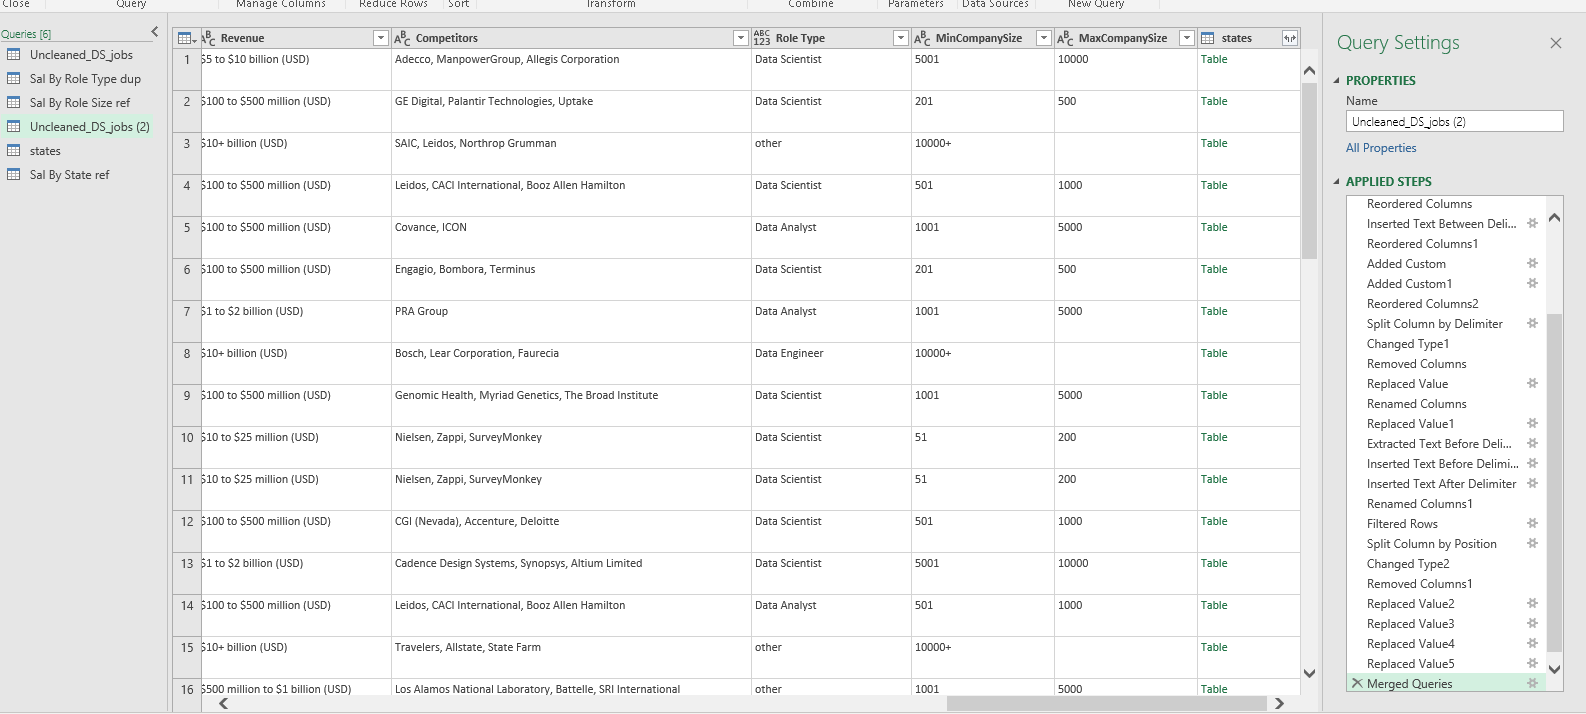 Close Query Manage Columns Reduce Rows Sort Transform Combine Parameters Data Sources New Query
Queries [6]
Uncleaned_DS_jobs
Sal By Role Type dup
Sal By Role Size ref
Uncleaned_DS_jobs (2)
states
Sal By State ref
Revenue Competitors Role Type MinCompanySize MaxCompanySize states
1 $5 to $10 billion (USD) Adecco, ManpowerGroup, Allegis Corporation Data Scientist 5001 10000 Table
2 $100 to $500 million (USD) GE Digital, Palantir Technologies, Uptake Data Scientist 201 500 Table
3 $10+ billion (USD) SAIC, Leidos, Northrop Grumman other 10000+ Table
4 $100 to $500 million (USD) Leidos, CACI International, Booz Allen Hamilton Data Scientist 501 1000 Table
5 $100 to $500 million (USD) Covance, ICON Data Analyst 1001 5000 Table
6 $100 to $500 million (USD) Engagio, Bombora, Terminus Data Scientist 201 500 Table
7 $1 to $2 billion (USD) PRA Group Data Analyst 1001 5000 Table
8 $10+ billion (USD) Bosch, Lear Corporation, Faurecia Data Engineer 10000+ Table
9 $100 to $500 million (USD) Genomic Health, Myriad Genetics, The Broad Institute Data Scientist 1001 5000 Table
10 $10 to $25 million (USD) Nielsen, Zappi, SurveyMonkey Data Scientist 51 200 Table
11 $10 to $25 million (USD) Nielsen, Zappi, SurveyMonkey Data Scientist 51 200 Table
12 $100 to $500 million (USD) CGI (Nevada), Accenture, Deloitte Data Scientist 501 1000 Table
13 $1 to $2 billion (USD) Cadence Design Systems, Synopsys, Altium Limited Data Scientist 5001 10000 Table
14 $100 to $500 million (USD) Leidos, CACI International, Booz Allen Hamilton Data Analyst 501 1000 Table
15 $10+ billion (USD) Travelers, Allstate, State Farm other 10000+ Table
16 $500 million to $1 billion (USD) Los Alamos National Laboratory, Battelle, SRI International other 1001 5000 Table
Query Settings
PROPERTIES
Name
Uncleaned_DS_jobs (2)
All Properties
APPLIED STEPS
Reordered Columns
Inserted Text Between Deli...
Reordered Columns1
Added Custom
Added Custom1
Reordered Columns2
Split Column by Delimiter
Changed Type1
Removed Columns
Replaced Value
Renamed Columns
Replaced Value1
Extracted Text Before Deli...
Inserted Text Before Delimi...
Inserted Text After Delimiter
Renamed Columns1
Filtered Rows
Split Column by Position
Changed Type2
Removed Columns1
Replaced Value2
Replaced Value3
Replaced Value4
Replaced Value5
Merged Queries